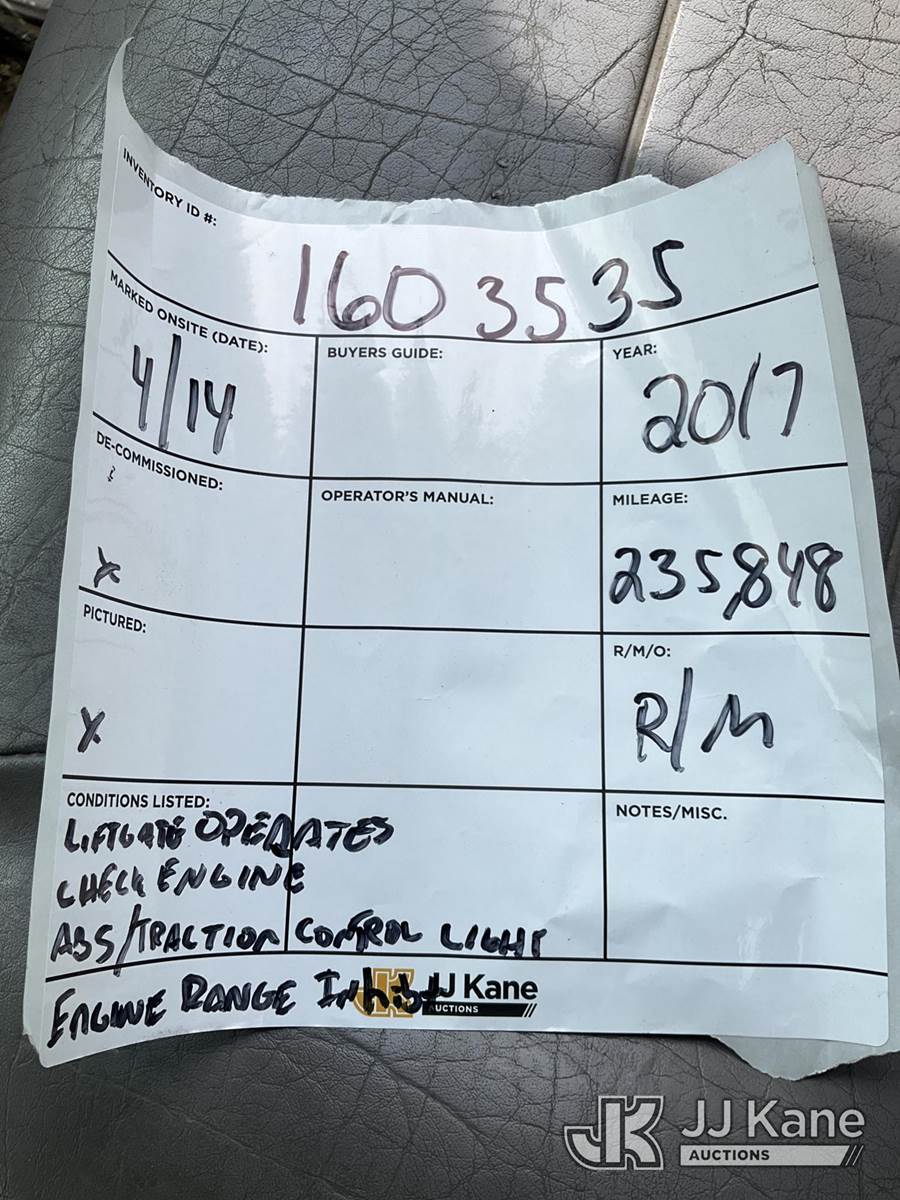 INVENTORY ID #:
1603535
MARKED ONSITE (DATE):
4/14
BUYERS GUIDE:
YEAR:
2017
DE-COMMISSIONED:
X
OPERATOR'S MANUAL:
MILEAGE:
235,848
PICTURED:
X
R/M/O:
R/M
CONDITIONS LISTED:
NOTES/MISC.
LIFTGATE OPERATES
CHECK ENGINE
ABS/TRACTION CONTROL LIGHT
ENGINE RANGE Inhibit
JJ Kane
AUCTIONS
JJ Kane
AUCTIONS